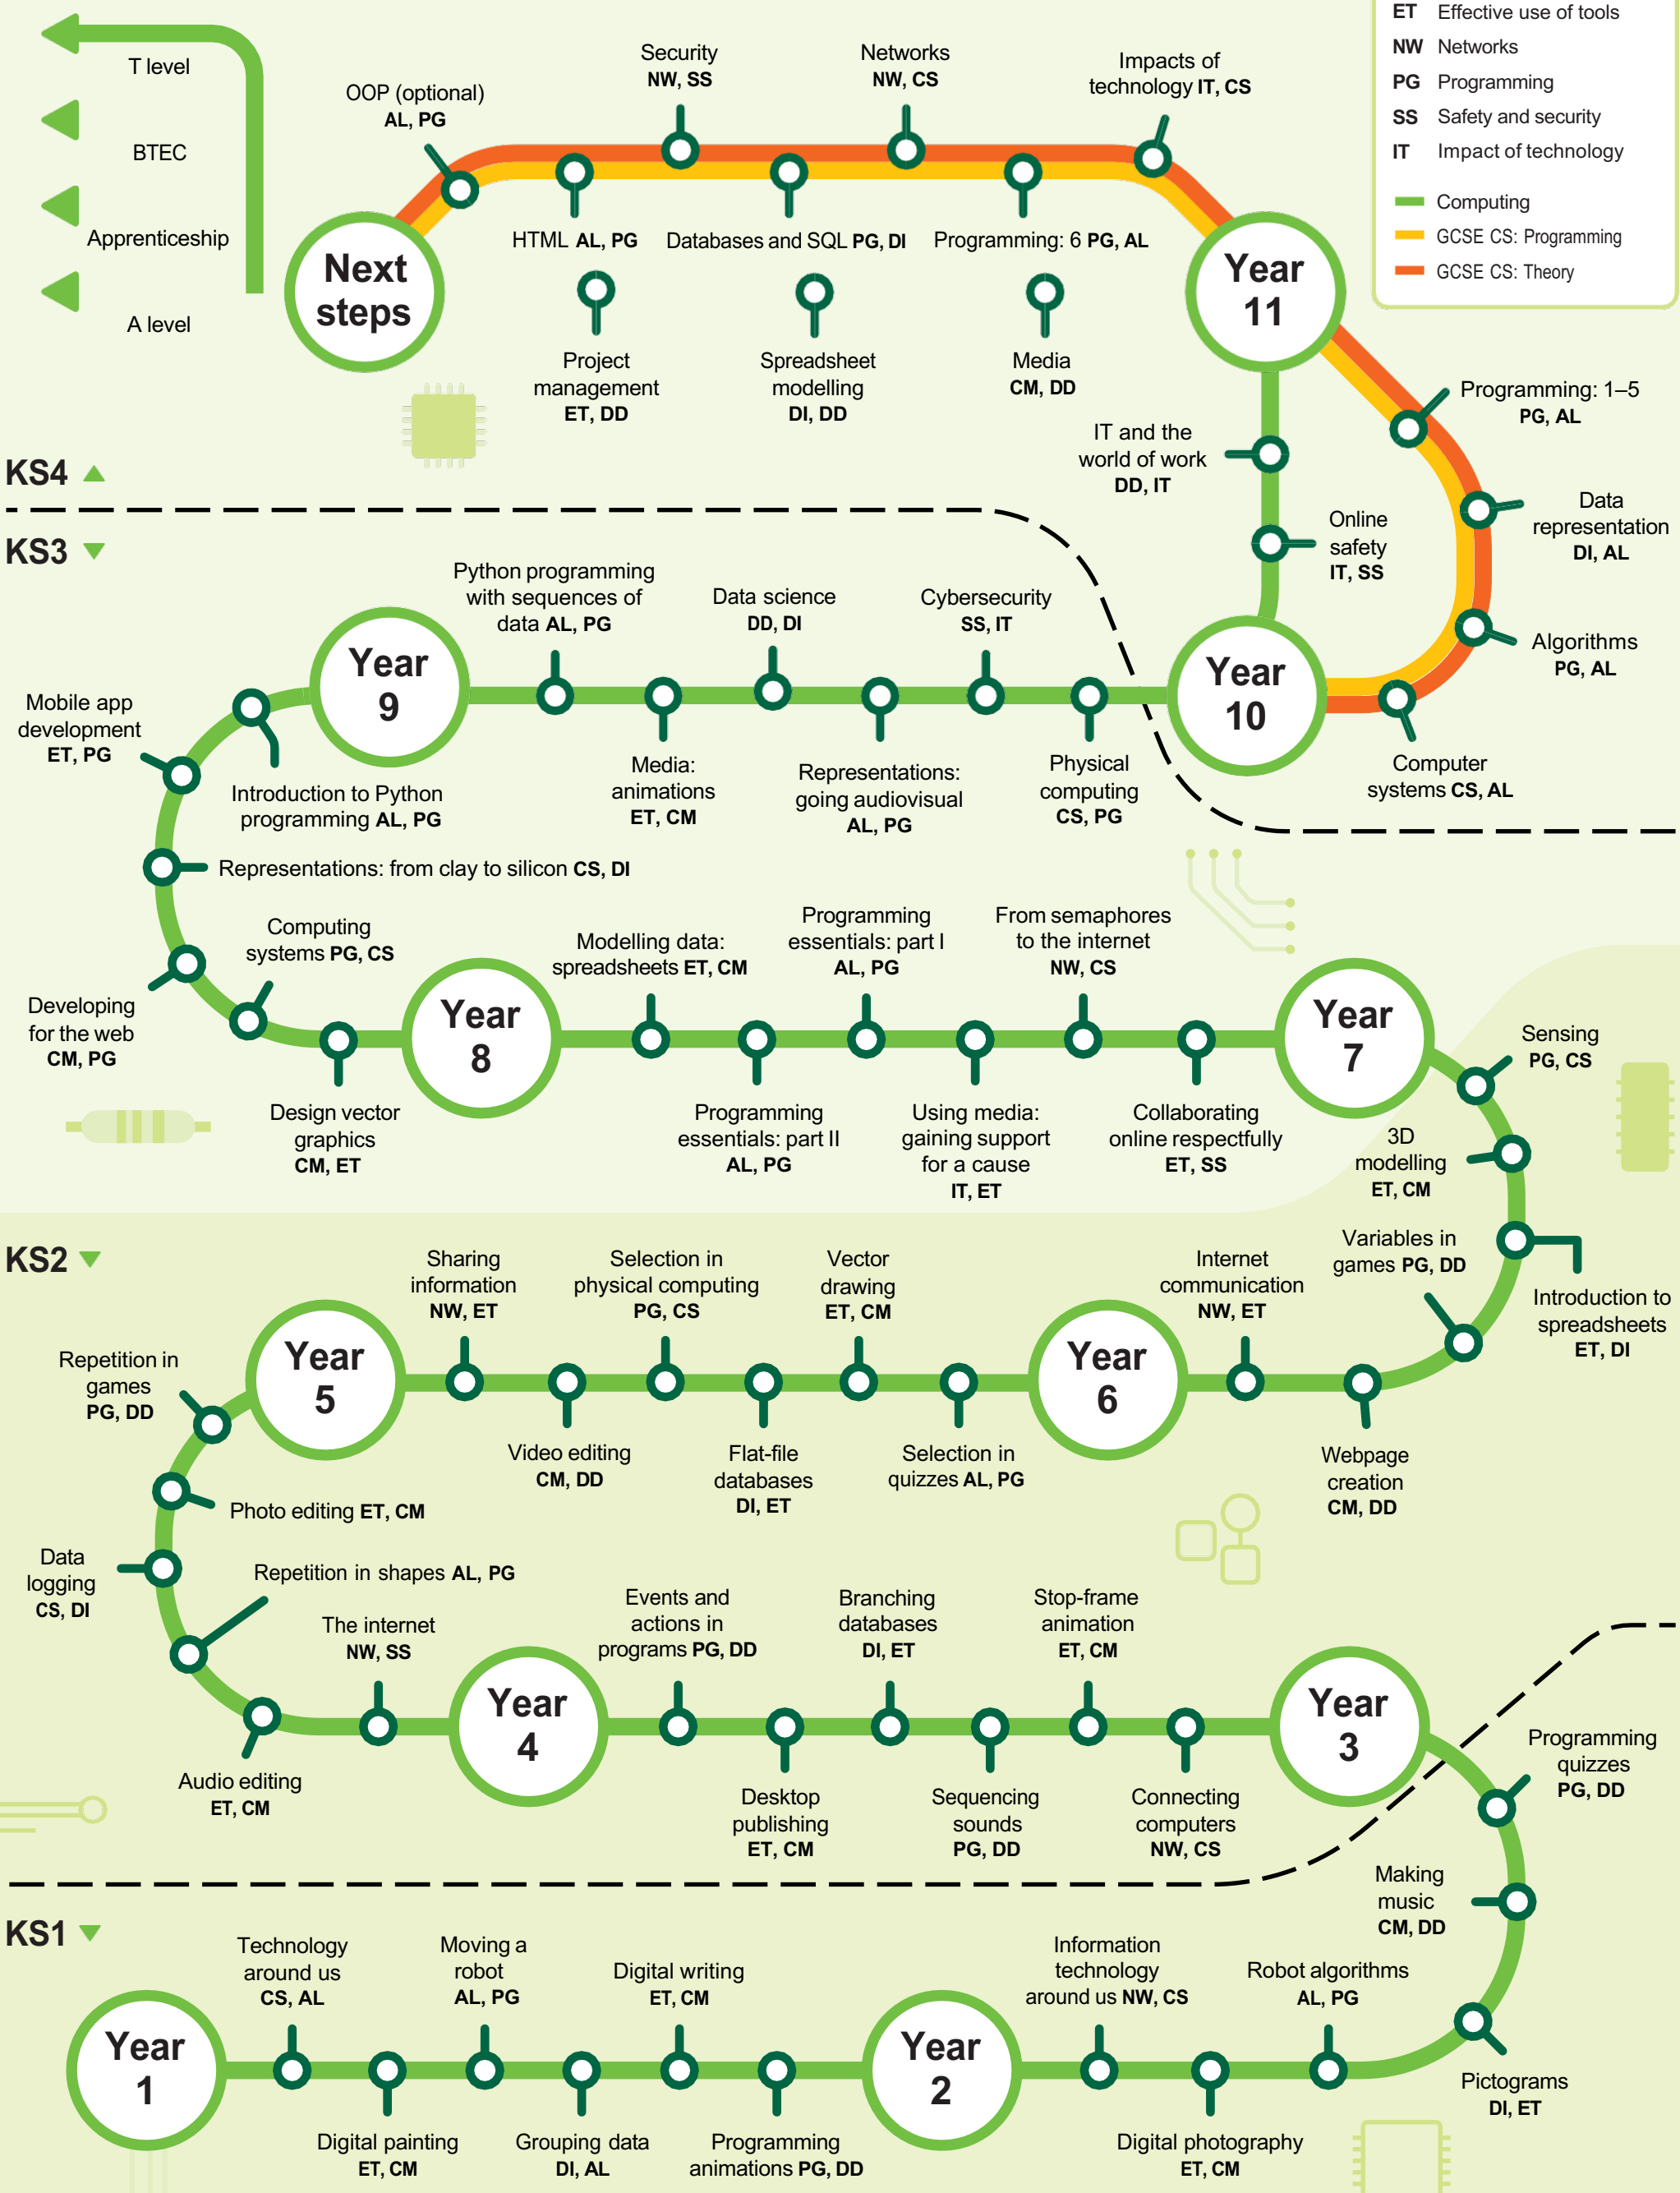 ET Effective use of tools
NW Networks
PG Programming
SS Safety and security
IT Impact of technology
Computing
GCSE CS: Programming
GCSE CS: Theory
T level
BTEC
Apprenticeship
A level
OOP (optional)
AL, PG
Security
NW, SS
Networks
NW, CS
Impacts of
technology IT, CS
HTML AL, PG
Databases and SQL PG, DI
Programming: 6 PG, AL
Next
steps
Year
11
Project
management
ET, DD
Spreadsheet
modelling
DI, DD
Media
CM, DD
Programming: 1–5
PG, AL
IT and the
world of work
DD, IT
Data
representation
DI, AL
Online
safety
IT, SS
Algorithms
PG, AL
Computer
systems CS, AL
KS4
KS3
Year
10
Python programming
with sequences of
data AL, PG
Data science
DD, DI
Cybersecurity
SS, IT
Year
9
Media:
animations
ET, CM
Representations:
going audiovisual
AL, PG
Physical
computing
CS, PG
Mobile app
development
ET, PG
Introduction to Python
programming AL, PG
Representations: from clay to silicon CS, DI
Computing
systems PG, CS
Developing
for the web
CM, PG
Design vector
graphics
CM, ET
Year
8
Modelling data:
spreadsheets ET, CM
Programming
essentials: part I
AL, PG
From semaphores
to the internet
NW, CS
Programming
essentials: part II
AL, PG
Using media:
gaining support
for a cause
IT, ET
Collaborating
online respectfully
ET, SS
Year
7
Sensing
PG, CS
3D
modelling
ET, CM
Variables in
games PG, DD
Introduction to
spreadsheets
ET, DI
KS2
Sharing
information
NW, ET
Selection in
physical computing
PG, CS
Vector
drawing
ET, CM
Internet
communication
NW, ET
Year
5
Year
6
Video editing
CM, DD
Flat-file
databases
DI, ET
Selection in
quizzes AL, PG
Webpage
creation
CM, DD
Repetition in
games
PG, DD
Photo editing ET, CM
Data
logging
CS, DI
Repetition in shapes AL, PG
The internet
NW, SS
Audio editing
ET, CM
Year
4
Events and
actions in
programs PG, DD
Branching
databases
DI, ET
Stop-frame
animation
ET, CM
Desktop
publishing
ET, CM
Sequencing
sounds
PG, DD
Connecting
computers
NW, CS
Year
3
Programming
quizzes
PG, DD
Making
music
CM, DD
KS1
Technology
around us
CS, AL
Moving a
robot
AL, PG
Digital writing
ET, CM
Information
technology
around us NW, CS
Robot algorithms
AL, PG
Year
1
Year
2
Pictograms
DI, ET
Digital painting
ET, CM
Grouping data
DI, AL
Programming
animations PG, DD
Digital photography
ET, CM